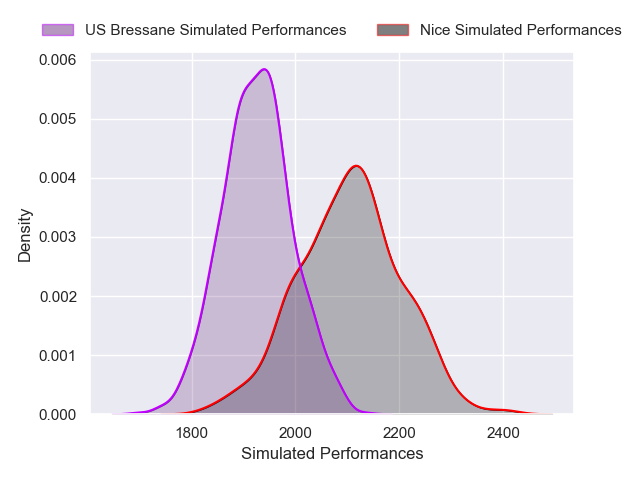 US Bressane Simulated Performances Nice Simulated Performances
0.006
0.005
0.004
0.003
0.002
0.001
0.000
Density
1800 2000 2200 2400
Simulated Performances